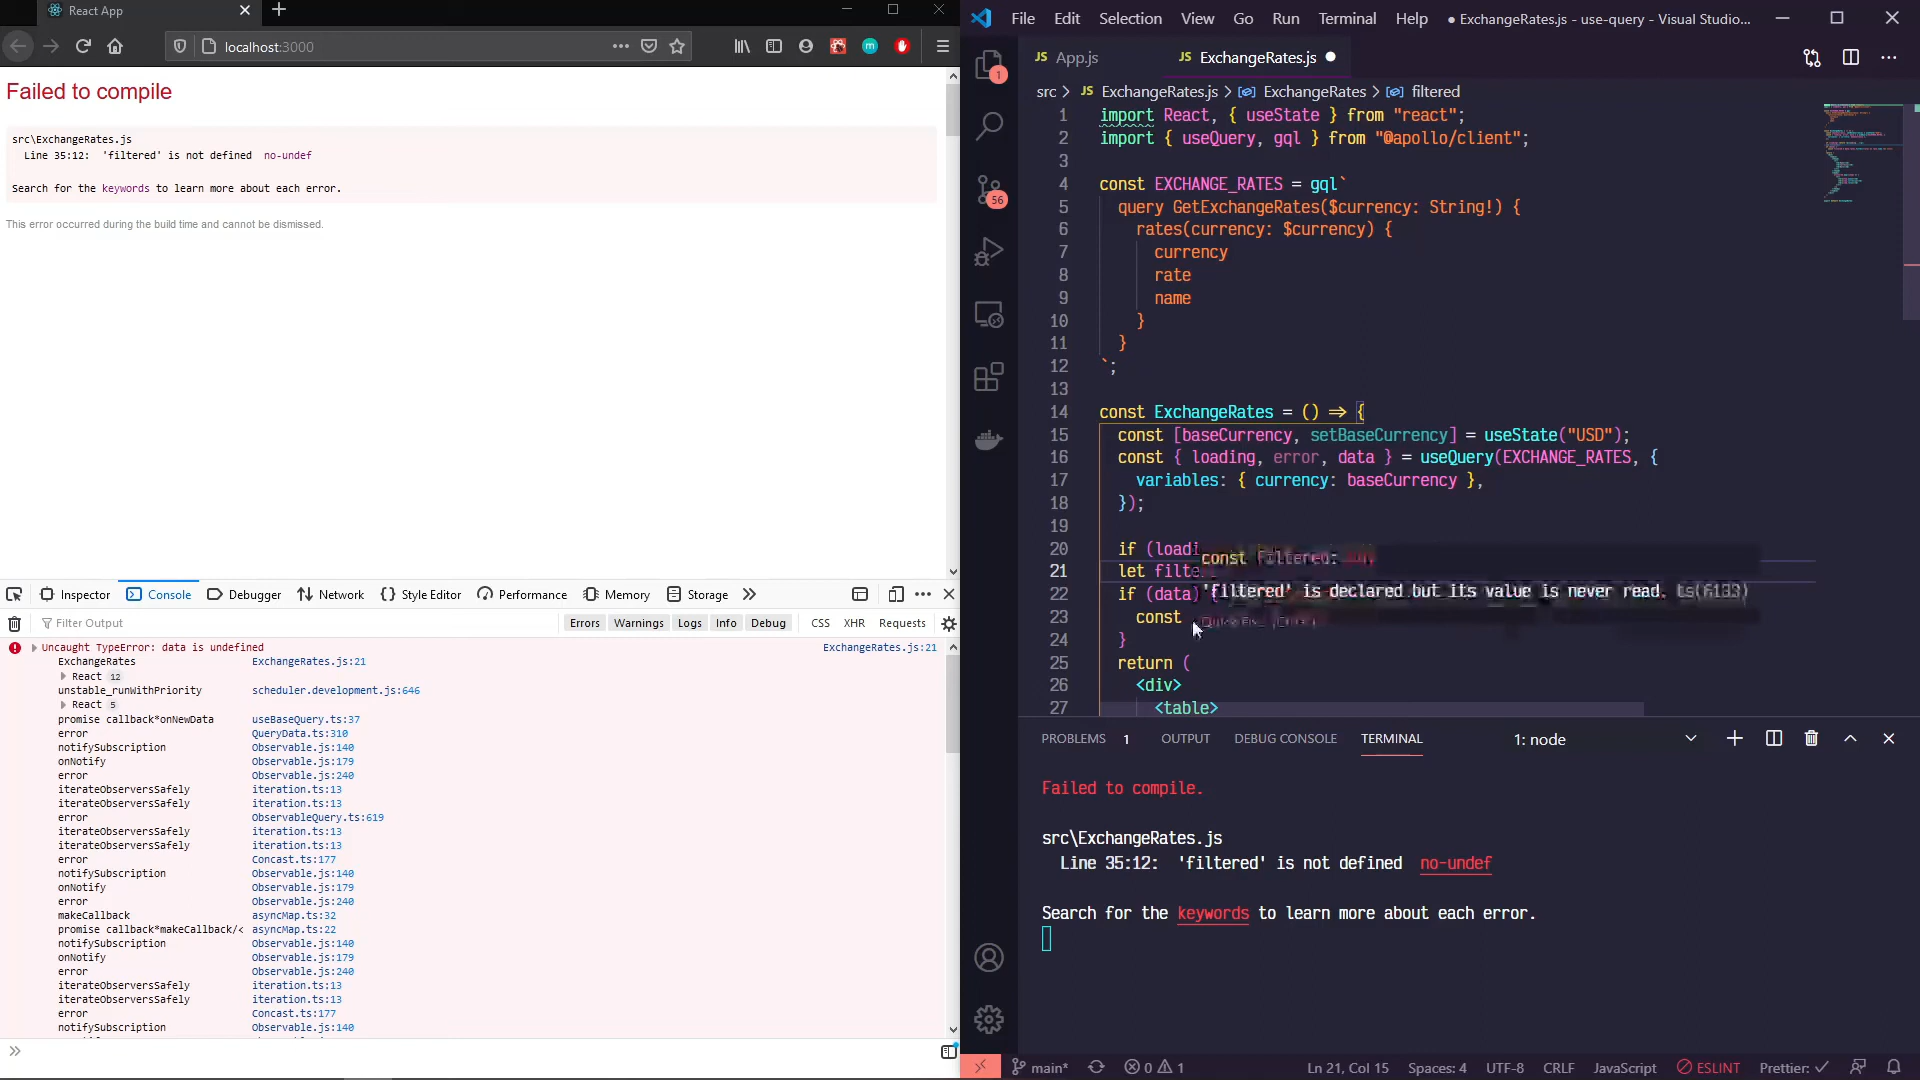 React App
localhost:3000
Failed to compile
src\ExchangeRates.js
Line 35:12:  'filtered' is not defined  no-undef
Search for the keywords to learn more about each error.
This error occurred during the build time and cannot be dismissed.
Inspector Console Debugger Network Style Editor Performance Memory Storage
Filter Output
Errors Warnings Logs Info Debug CSS XHR Requests
Uncaught TypeError: data is undefined ExchangeRates.js:21
ExchangeRates ExchangeRates.js:21
React 12
unstable_runWithPriority scheduler.development.js:646
React 5
promise callback*onNewData useBaseQuery.ts:37
error QueryData.ts:310
notifySubscription Observable.js:140
onNotify Observable.js:179
error Observable.js:240
iterateObserversSafely iteration.ts:13
iterateObserversSafely iteration.ts:13
error ObservableQuery.ts:619
iterateObserversSafely iteration.ts:13
iterateObserversSafely iteration.ts:13
error Concast.ts:177
notifySubscription Observable.js:140
onNotify Observable.js:179
error Observable.js:240
makeCallback asyncMap.ts:32
promise callback*makeCallback/< asyncMap.ts:22
notifySubscription Observable.js:140
onNotify Observable.js:179
error Observable.js:240
iterateObserversSafely iteration.ts:13
iterateObserversSafely iteration.ts:13
error Concast.ts:177
notifySubscription Observable.js:140
File Edit Selection View Go Run Terminal Help ● ExchangeRates.js - use-query - Visual Studio...
JS App.js JS ExchangeRates.js
src > JS ExchangeRates.js > ExchangeRates > filtered
1 import React, { useState } from "react";
2 import { useQuery, gql } from "@apollo/client";
3
4 const EXCHANGE_RATES = gql`
5 query GetExchangeRates($currency: String!) {
6 rates(currency: $currency) {
7 currency
8 rate
9 name
10 }
11 }
12 `;
13
14 const ExchangeRates = () => {
15 const [baseCurrency, setBaseCurrency] = useState("USD");
16 const { loading, error, data } = useQuery(EXCHANGE_RATES, {
17 variables: { currency: baseCurrency },
18 });
19
20 if (loadi
const filtered:
21 let filte
'filtered' is declared but its value is never read. ts(6133)
22 if (data)
23 const
24 }
25 return (
26 <div>
27 <table>
1
56
PROBLEMS 1 OUTPUT DEBUG CONSOLE TERMINAL 1: node
Failed to compile.
src\ExchangeRates.js
Line 35:12:  'filtered' is not defined  no-undef
Search for the keywords to learn more about each error.
main* 0 1 Ln 21, Col 15 Spaces: 4 UTF-8 CRLF JavaScript ESLINT Prettier: ✓